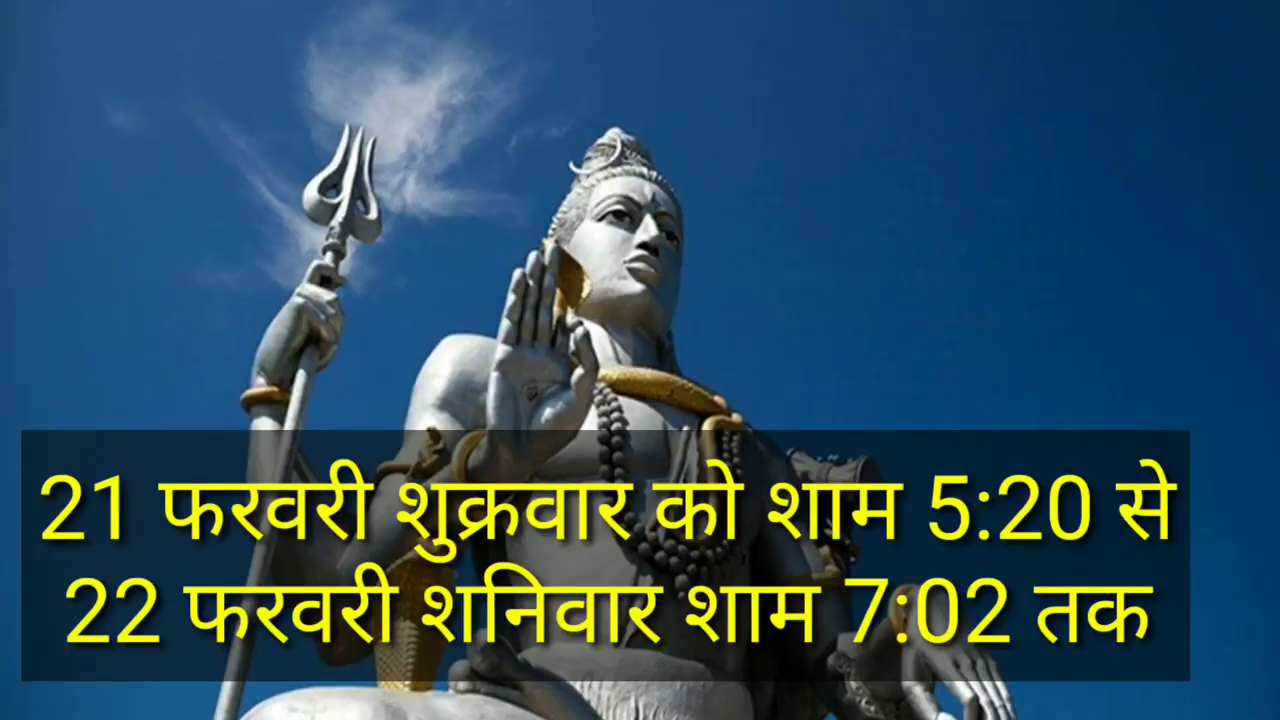 21 फरवरी शुक्रवार को शाम 5:20 से
22 फरवरी शनिवार शाम 7:02 तक